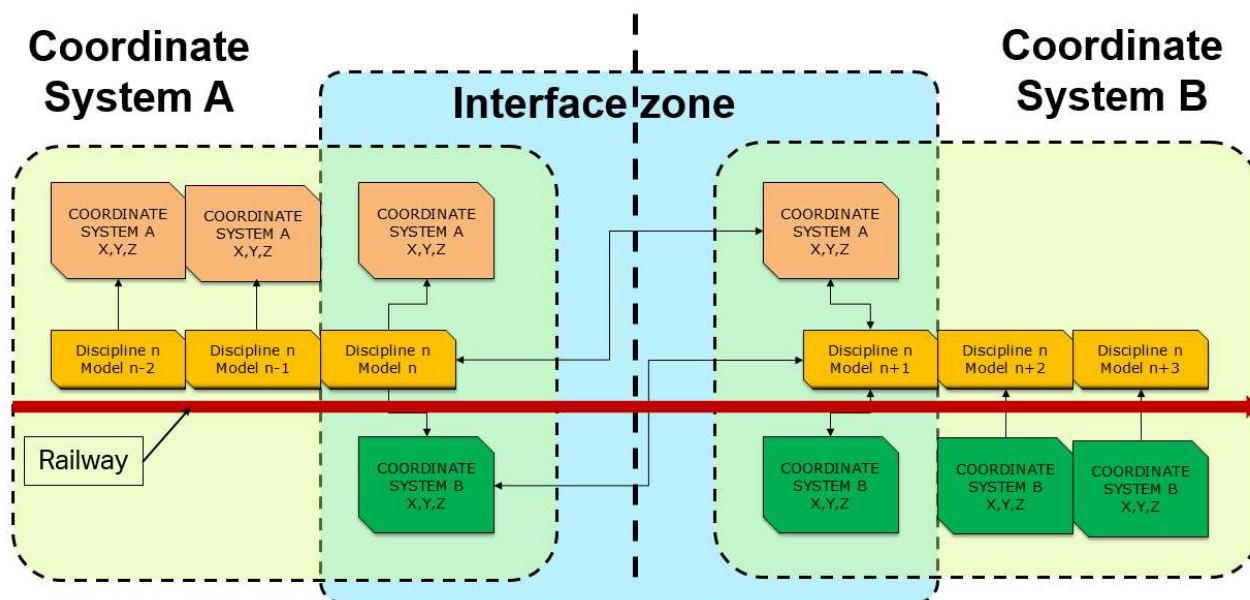 Coordinate
System A
Interface zone
Coordinate
System B
COORDINATE
SYSTEM A
X,Y,Z
COORDINATE
SYSTEM A
X,Y,Z
COORDINATE
SYSTEM A
X,Y,Z
COORDINATE
SYSTEM A
X,Y,Z
Discipline n
Model n-2
Discipline n
Model n-1
Discipline n
Model n
Discipline n
Model n+1
Discipline n
Model n+2
Discipline n
Model n+3
Railway
COORDINATE
SYSTEM B
X,Y,Z
COORDINATE
SYSTEM B
X,Y,Z
COORDINATE
SYSTEM B
X,Y,Z
COORDINATE
SYSTEM B
X,Y,Z